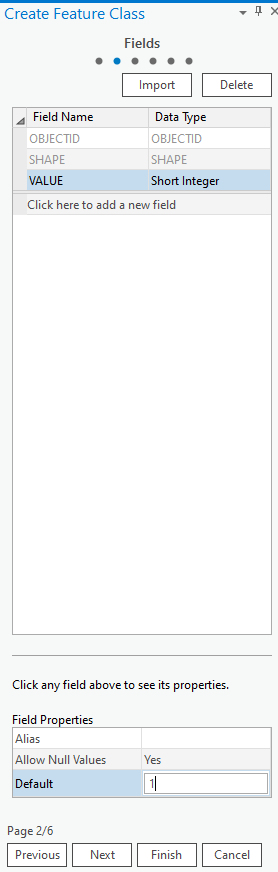 Create Feature Class
Fields
Import Delete
Field Name Data Type
OBJECTID OBJECTID
SHAPE SHAPE
VALUE Short Integer
Click here to add a new field
Click any field above to see its properties.
Field Properties
Alias
Allow Null Values Yes
Default 1
Page 2/6
Previous Next Finish Cancel